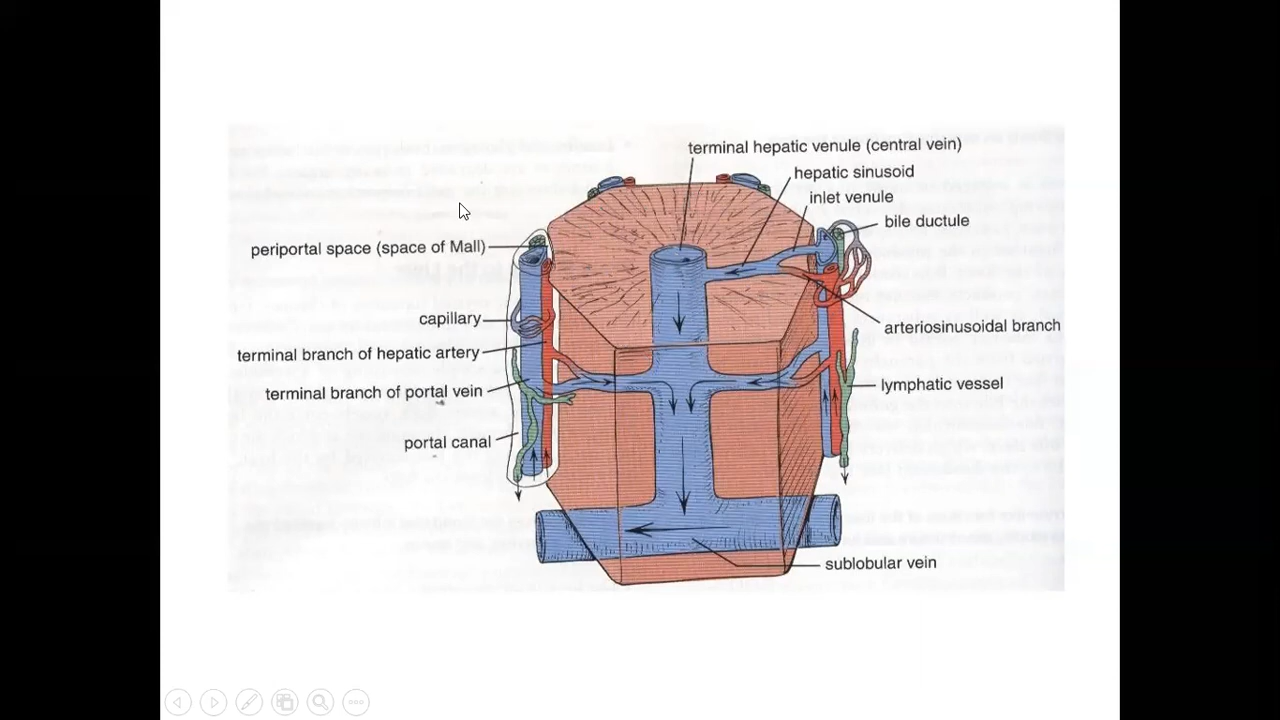 terminal hepatic venule (central vein)
hepatic sinusoid
inlet venule
bile ductule
periportal space (space of Mall)
capillary
arteriosinusoidal branch
terminal branch of hepatic artery
lymphatic vessel
terminal branch of portal vein
portal canal
sublobular vein